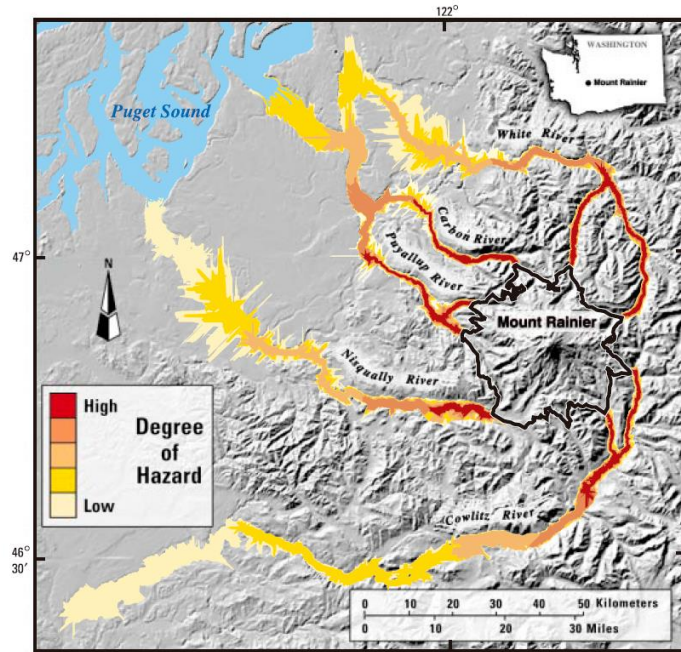 122°
WASHINGTON
Mount Rainier
Puget Sound
White River
Carbon River
47°
Puyallup River
N
Mount Rainier
Nisqually River
High
Degree
of
Hazard
Low
Cowlitz River
46°
30'
0 10 20 30 40 50 Kilometers
0 10 20 30 Miles